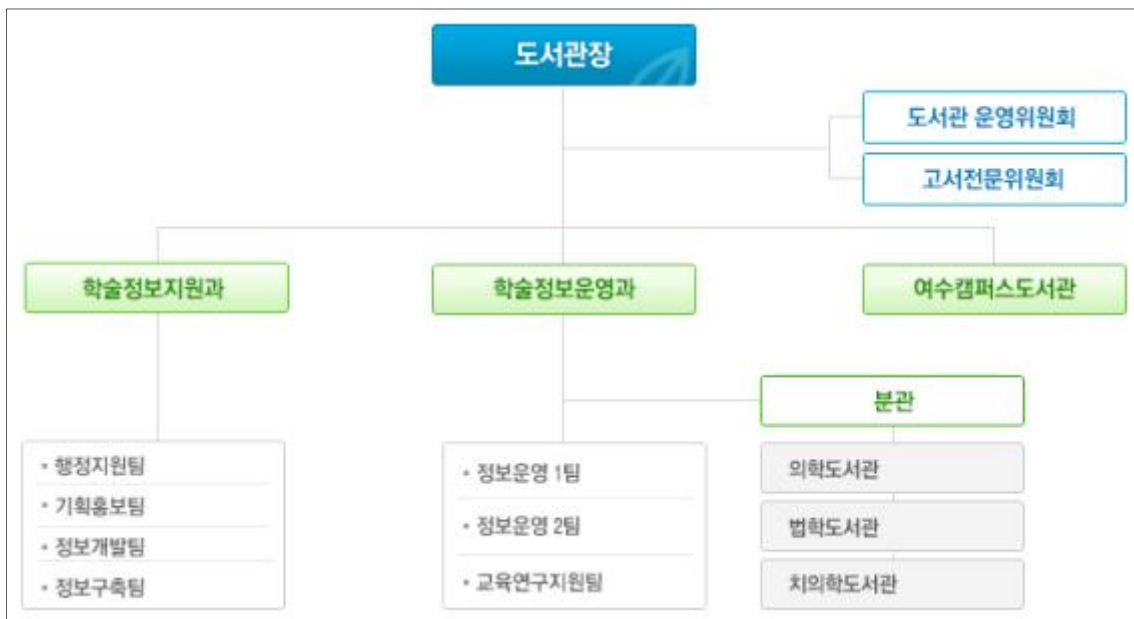 도서관장
도서관 운영위원회
고서전문위원회
학술정보지원과
학술정보운영과
여수캠퍼스도서관
분관
• 행정지원팀
• 기획홍보팀
• 정보개발팀
• 정보구축팀
• 정보운영 1팀
• 정보운영 2팀
• 교육연구지원팀
의학도서관
법학도서관
치의학도서관